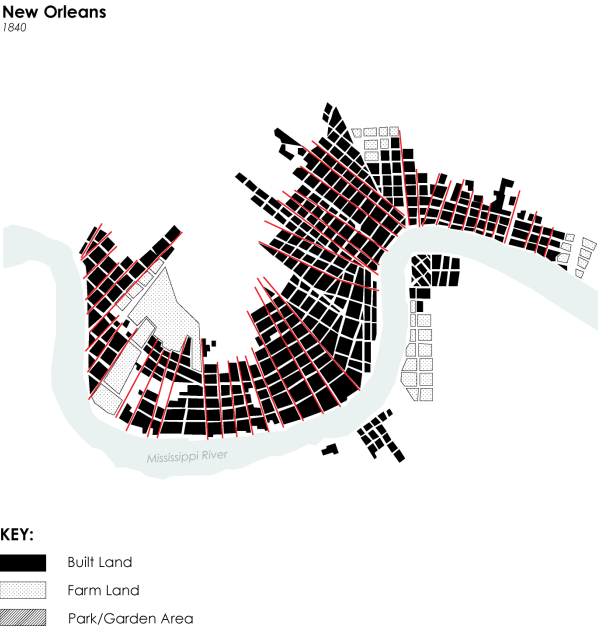 New Orleans
1840
Mississippi River
KEY:
Built Land
Farm Land
Park/Garden Area